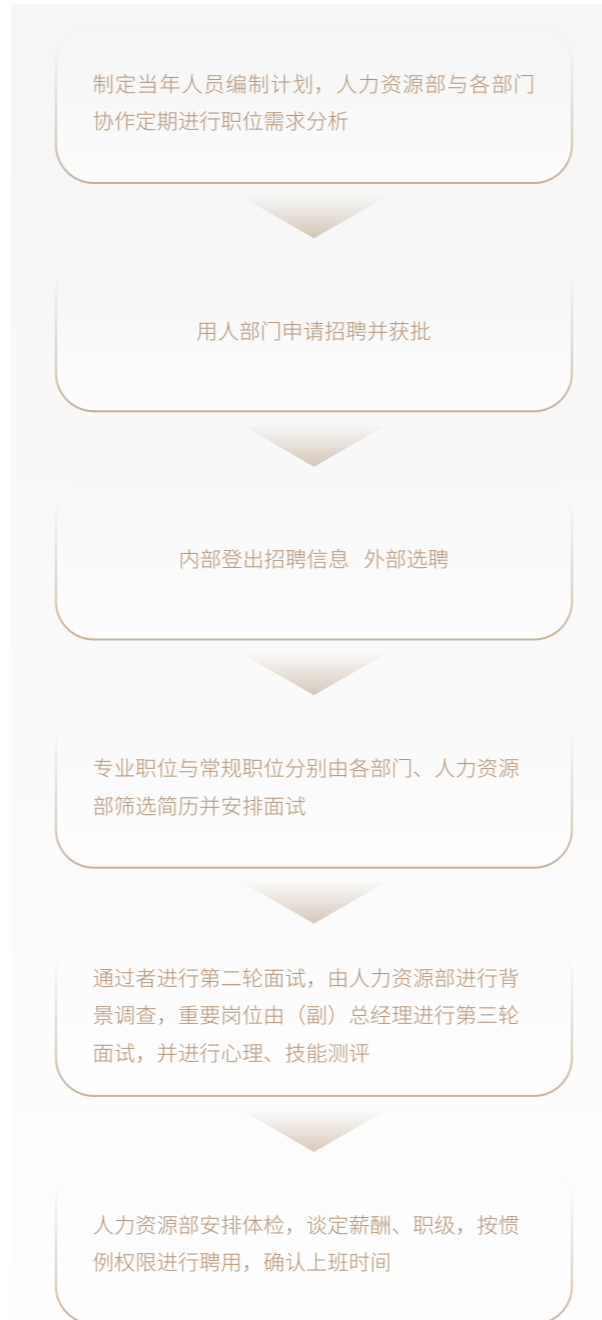 制定当年人员编制计划，人力资源部与各部门
协作定期进行职位需求分析
用人部门申请招聘并获批
内部登出招聘信息 外部选聘
专业职位与常规职位分别由各部门、人力资源
部筛选简历并安排面试
通过者进行第二轮面试，由人力资源部进行背
景调查，重要岗位由（副）总经理进行第三轮
面试，并进行心理、技能测评
人力资源部安排体检，谈定薪酬、职级，按惯
例权限进行聘用，确认上班时间